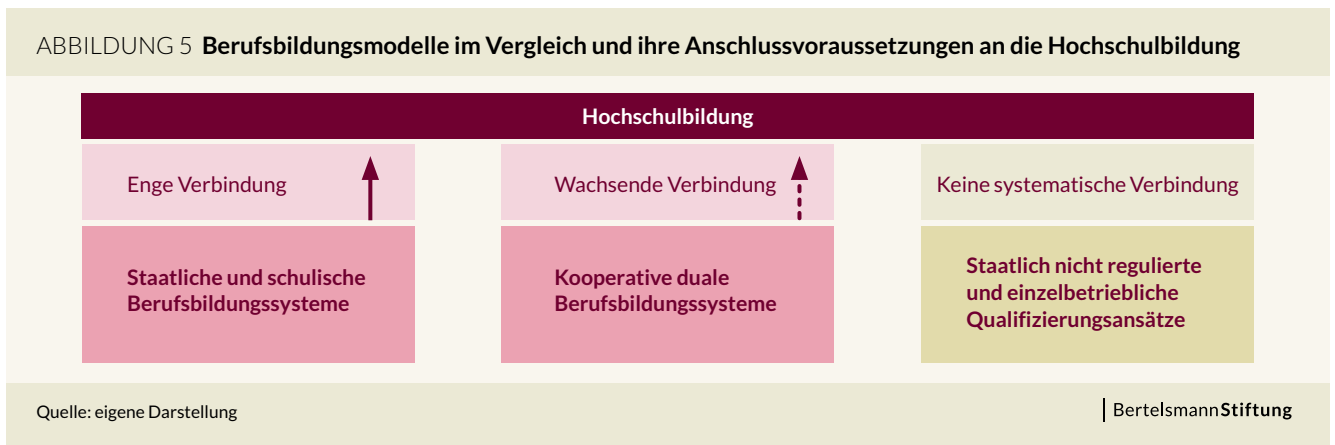 ABBILDUNG 5 Berufsbildungsmodelle im Vergleich und ihre Anschlussvoraussetzungen an die Hochschulbildung
Hochschulbildung
Enge Verbindung
Wachsende Verbindung
Keine systematische Verbindung
Staatliche und schulische
Berufsbildungssysteme
Kooperative duale
Berufsbildungssysteme
Staatlich nicht regulierte
und einzelbetriebliche
Qualifizierungsansätze
Quelle: eigene Darstellung
BertelsmannStiftung